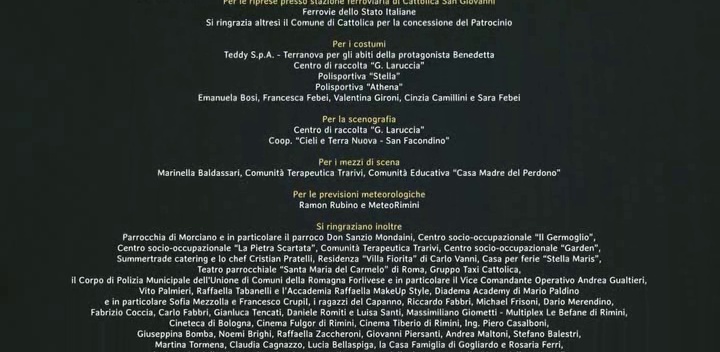 Per le riprese presso stazione ferroviaria di Cattolica San Giovanni
Ferrovie dello Stato Italiane
Si ringrazia altresì il Comune di Cattolica per la concessione del Patrocinio
Per i costumi
Teddy S.p.A. - Terranova per gli abiti della protagonista Benedetta
Centro di raccolta "G. Laruccia"
Polisportiva "Stella"
Polisportiva "Athena"
Emanuela Bosi, Francesca Febei, Valentina Gironi, Cinzia Camillini e Sara Febei
Per la scenografia
Centro di raccolta "G. Laruccia"
Coop. "Cieli e Terra Nuova - San Facondino"
Per i mezzi di scena
Marinella Baldassari, Comunità Terapeutica Trarivi, Comunità Educativa "Casa Madre del Perdono"
Per le previsioni meteorologiche
Ramon Rubino e MeteoRimini
Si ringraziano inoltre
Parrocchia di Morciano e in particolare il parroco Don Sanzio Mondaini, Centro socio-occupazionale "Il Germoglio",
Centro socio-occupazionale "La Pietra Scartata", Comunità Terapeutica Trarivi, Centro socio-occupazionale "Garden",
Summertrade catering e lo chef Cristian Pratelli, Residenza "Villa Fiorita" di Carlo Vanni, Casa per ferie "Stella Maris",
Teatro parrocchiale "Santa Maria del Carmelo" di Roma, Gruppo Taxi Cattolica,
il Corpo di Polizia Municipale dell'Unione di Comuni della Romagna Forlivese e in particolare il Vice Comandante Operativo Andrea Gualtieri,
Vito Palmieri, Raffaella Tabanelli e l'Accademia Raffaella MakeUp Style, Diadema Academy di Mario Paldino
e in particolare Sofia Mezzolla e Francesco Crupil, i ragazzi del Capanno, Riccardo Fabbri, Michael Frisoni, Dario Merendino,
Fabrizio Coccia, Carlo Fabbri, Gianluca Tencati, Daniele Romiti e Luisa Santi, Massimiliano Giometti - Multiplex Le Befane di Rimini,
Cineteca di Bologna, Cinema Fulgor di Rimini, Cinema Tiberio di Rimini, Ing. Piero Casalboni,
Giuseppina Bomba, Noemi Brighi, Raffaella Zaccheroni, Giovanni Piersanti, Andrea Maltoni, Stefano Balestri,
Martina Tormena, Claudia Cagnazzo, Lucia Bellaspiga, la Casa Famiglia di Gogliardo e Rosaria Ferri,